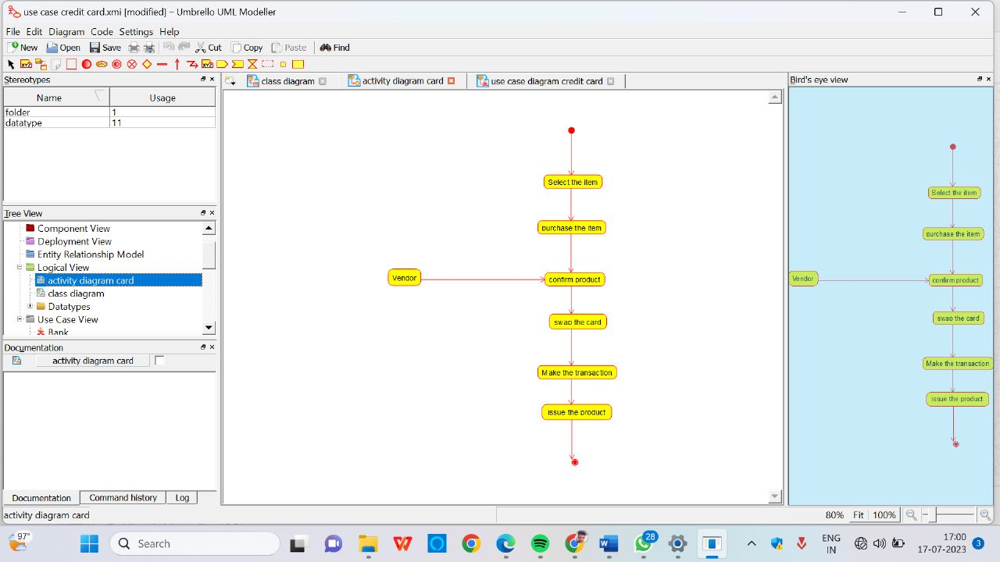 use case credit card.xmi [modified] – Umbrello UML Modeller
File Edit Diagram Code Settings Help
New Open Save Cut Copy Paste Find
Stereotypes
Name Usage
folder 1
datatype 11
Tree View
Component View
Deployment View
Entity Relationship Model
Logical View
activity diagram card
class diagram
Datatypes
Use Case View
Bank
Documentation
activity diagram card
Documentation Command history Log
class diagram activity diagram card use case diagram credit card
Select the item
purchase the item
Vendor confirm product
swap the card
Make the transaction
issue the product
Bird's eye view
Select the item
purchase the item
Vendor confirm product
swap the card
Make the transaction
issue the product
activity diagram card 80% Fit 100%
97° Search 28 ENG
IN
17:00
17-07-2023
3